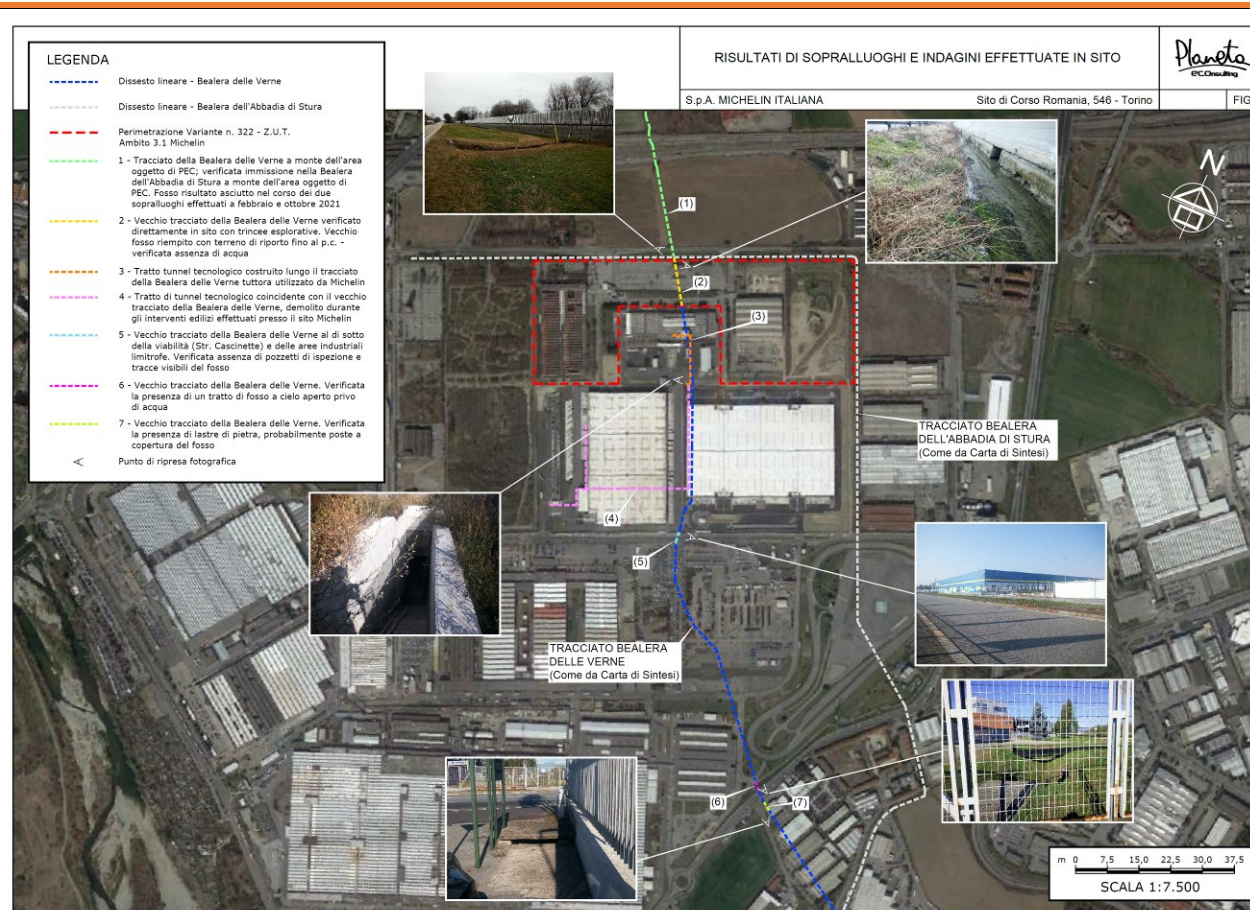 RISULTATI DI SOPRALLUOGHI E INDAGINI EFFETTUATE IN SITO
Planeta
ECOnsulting
S.p.A. MICHELIN ITALIANA
Sito di Corso Romania, 546 - Torino
FIG
LEGENDA
Dissesto lineare - Bealera delle Verne
Dissesto lineare - Bealera dell'Abbadia di Stura
Perimetrazione Variante n. 322 - Z.U.T.
Ambito 3.1 Michelin
1 - Tracciato della Bealera delle Verne a monte dell'area
oggetto di PEC; verificata immissione nella Bealera
dell'Abbadia di Stura a monte dell'area oggetto di
PEC. Fosso risultato asciutto nel corso dei due
sopralluoghi effettuati a febbraio e ottobre 2021
2 - Vecchio tracciato della Bealera delle Verne verificato
direttamente in sito con trincee esplorative. Vecchio
fosso riempito con terreno di riporto fino al p.c. -
verificata assenza di acqua
3 - Tratto tunnel tecnologico costruito lungo il tracciato
della Bealera delle Verne tuttora utilizzato da Michelin
4 - Tratto di tunnel tecnologico coincidente con il vecchio
tracciato della Bealera delle Verne, demolito durante
gli interventi edilizi effettuati presso il sito Michelin
5 - Vecchio tracciato della Bealera delle Verne al di sotto
della viabilità (Str. Cascinette) e delle aree industriali
limitrofe. Verificata assenza di pozzetti di ispezione e
tracce visibili del fosso
6 - Vecchio tracciato della Bealera delle Verne. Verificata
la presenza di un tratto di fosso a cielo aperto privo
di acqua
7 - Vecchio tracciato della Bealera delle Verne. Verificata
la presenza di lastre di pietra, probabilmente poste a
copertura del fosso
Punto di ripresa fotografica
N
(1)
(2)
(3)
TRACCIATO BEALERA
DELL'ABBADIA DI STURA
(Come da Carta di Sintesi)
(4)
(5)
TRACCIATO BEALERA
DELLE VERNE
(Come da Carta di Sintesi)
(6)
(7)
m 0 7,5 15,0 22,5 30,0 37,5
SCALA 1:7.500